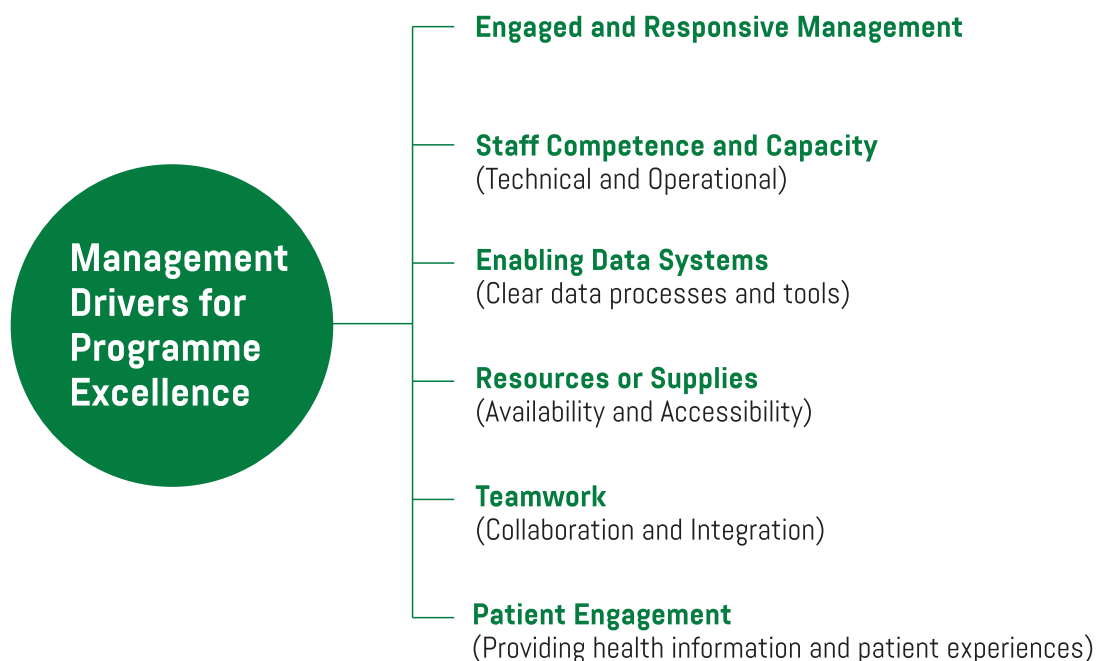 Management
Drivers for
Programme
Excellence
Engaged and Responsive Management
Staff Competence and Capacity
(Technical and Operational)
Enabling Data Systems
(Clear data processes and tools)
Resources or Supplies
(Availability and Accessibility)
Teamwork
(Collaboration and Integration)
Patient Engagement
(Providing health information and patient experiences)